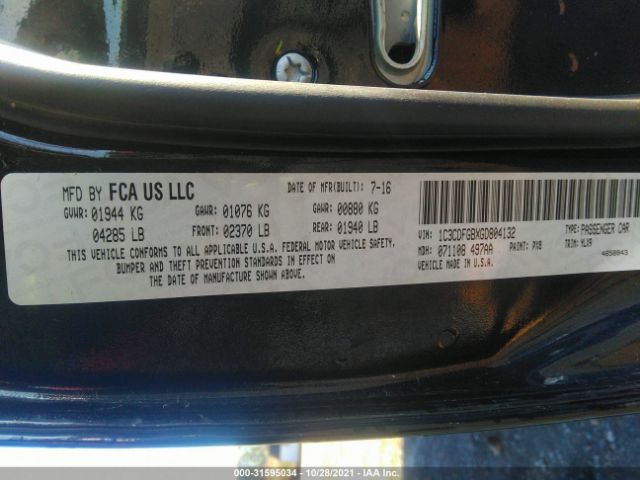 MFD BY FCA US LLC DATE OF MFR(BUILT): 7-16
GVWR: 01944 KG GAWR: 01076 KG GAWR: 00880 KG
04285 LB FRONT: 02370 LB REAR: 01940 LB
THIS VEHICLE CONFORMS TO ALL APPLICABLE U.S.A. FEDERAL MOTOR VEHICLE SAFETY,
BUMPER AND THEFT PREVENTION STANDARDS IN EFFECT ON
THE DATE OF MANUFACTURE SHOWN ABOVE.
VIN: 1C3CDFGBXGD804132 TYPE: PASSENGER CAR
MDH: 071108 497AA PAINT: PX8 TRIM: VLX9
VEHICLE MADE IN U.S.A. 4850043
000-31595034 - 10/28/2021 - IAA Inc.